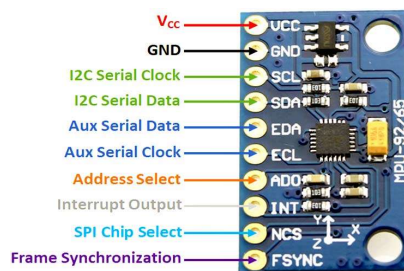 Vcc VCC
GND GND
I2C Serial Clock SCL
I2C Serial Data SDA
Aux Serial Data EDA
Aux Serial Clock ECL
Address Select ADO
Interrupt Output INT
SPI Chip Select NCS
Frame Synchronization FSYNC
MPU-92/65
Y
X
Z